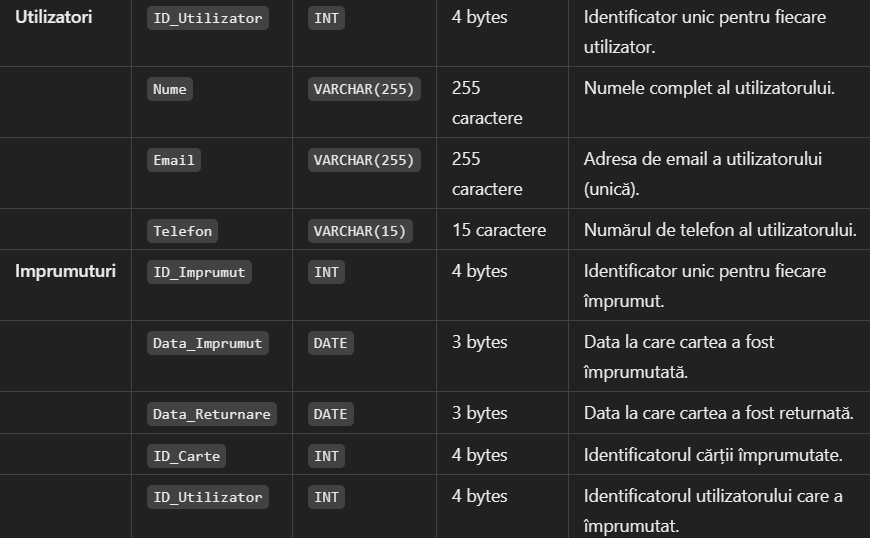 Utilizatori ID_Utilizator INT 4 bytes Identificator unic pentru fiecare
utilizator.
Nume VARCHAR(255) 255 Numele complet al utilizatorului.
caractere
Email VARCHAR(255) 255 Adresa de email a utilizatorului
caractere (unică).
Telefon VARCHAR(15) 15 caractere Numărul de telefon al utilizatorului.
Imprumuturi ID_Imprumut INT 4 bytes Identificator unic pentru fiecare
împrumut.
Data_Imprumut DATE 3 bytes Data la care cartea a fost
împrumutată.
Data_Returnare DATE 3 bytes Data la care cartea a fost returnată.
ID_Carte INT 4 bytes Identificatorul cărții împrumutate.
ID_Utilizator INT 4 bytes Identificatorul utilizatorului care a
împrumutat.